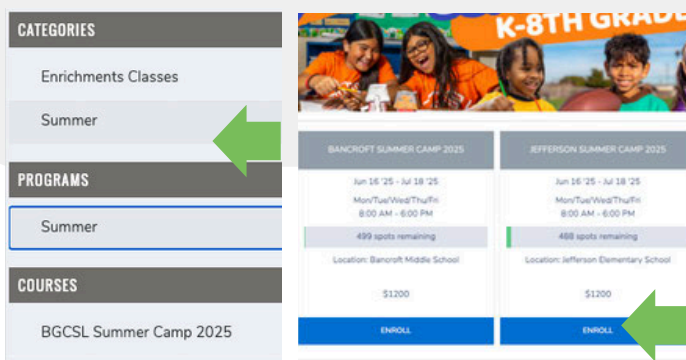 CATEGORIES
Enrichments Classes
Summer
PROGRAMS
Summer
COURSES
BGCSL Summer Camp 2025
K-8TH GRADE
BANCROFT SUMMER CAMP 2025
Jun 16 '25 - Jul 18 '25
Mon/Tue/Wed/Thu/Fri
8:00 AM - 6:00 PM
499 spots remaining
Location: Bancroft Middle School
$1200
ENROLL
JEFFERSON SUMMER CAMP 2025
Jun 16 '25 - Jul 18 '25
Mon/Tue/Wed/Thu/Fri
8:00 AM - 6:00 PM
468 spots remaining
Location: Jefferson Elementary School
$1200
ENROLL